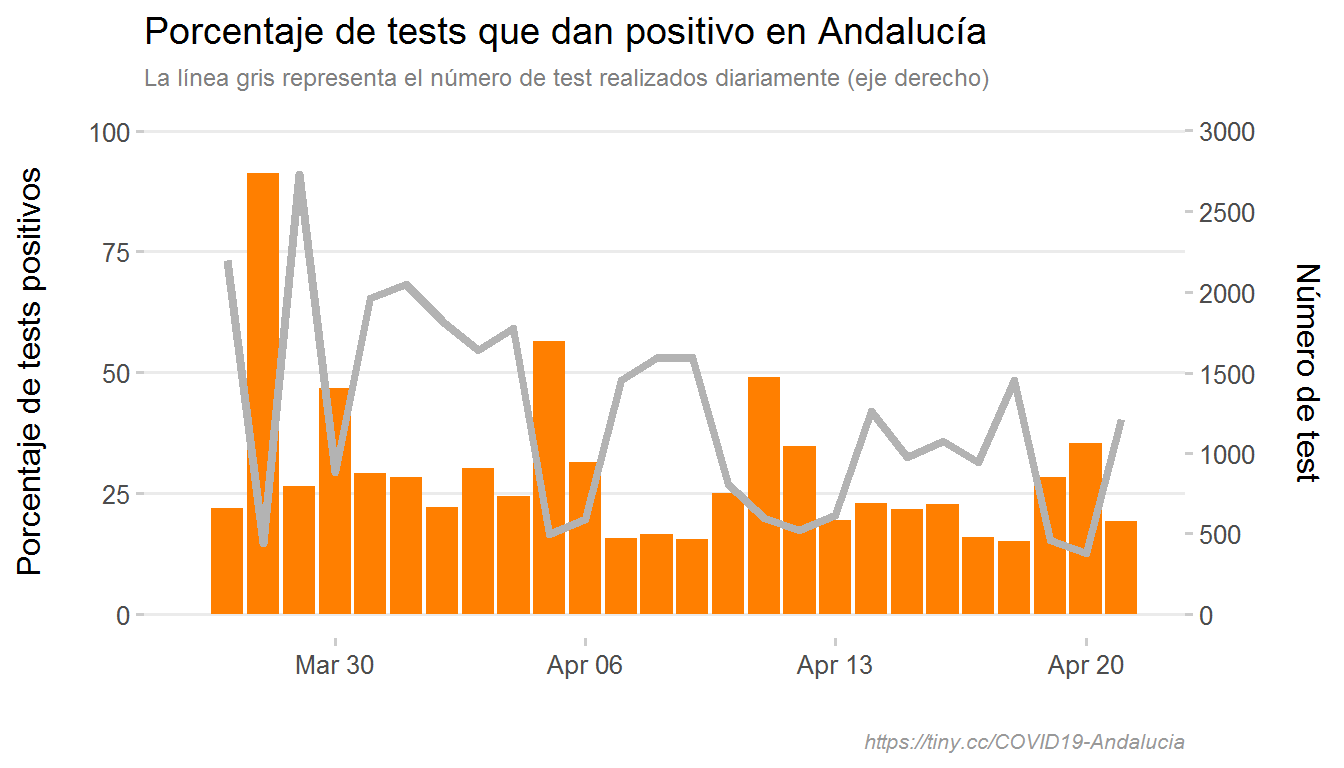 Porcentaje de tests que dan positivo en Andalucía
La línea gris representa el número de test realizados diariamente (eje derecho)
Porcentaje de tests positivos
100
75
50
25
0
3000
2500
2000
1500
1000
500
0
Número de test
Mar 30
Apr 06
Apr 13
Apr 20
https://tiny.cc/COVID19-Andalucia